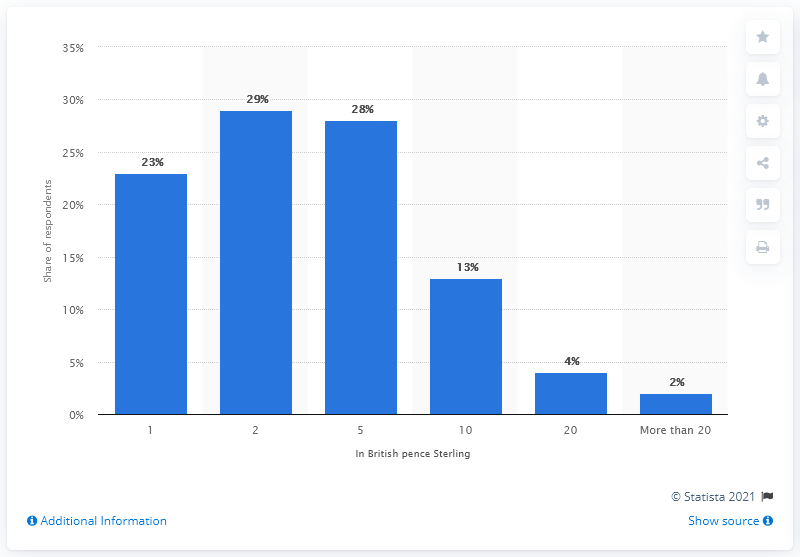 35%
30%
25%
20%
15%
10%
5%
0%
Share of respondents
23%
29%
28%
13%
4%
2%
1 2 5 10 20 More than 20
In British pence Sterling
© Statista 2021
Additional Information
Show source